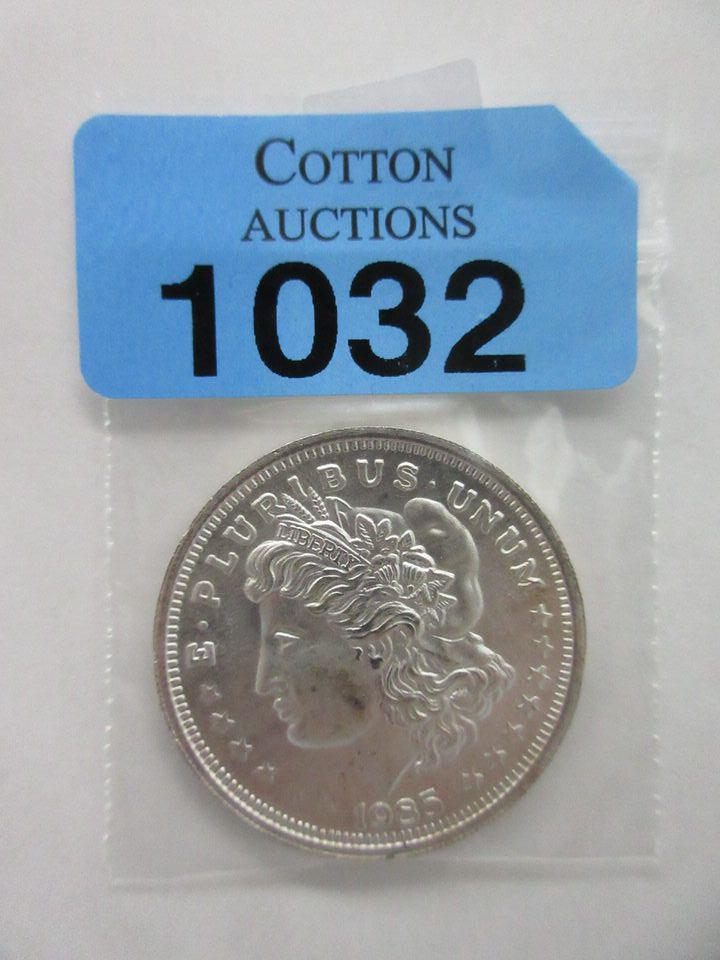 COTTON
AUCTIONS
1032
E·PLURIBUS·UNUM
LIBERTY
1985